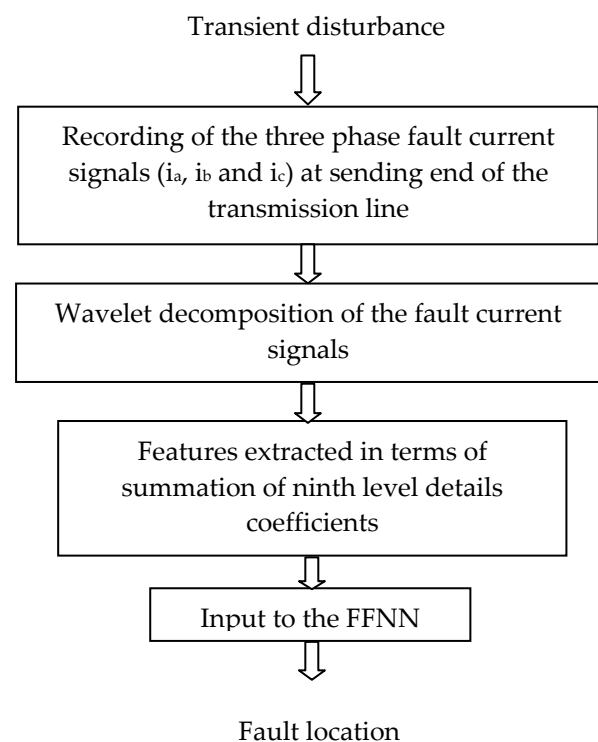 Transient disturbance
Recording of the three phase fault current
signals (ia, ib and ic) at sending end of the
transmission line
Wavelet decomposition of the fault current
signals
Features extracted in terms of
summation of ninth level details
coefficients
Input to the FFNN
Fault location